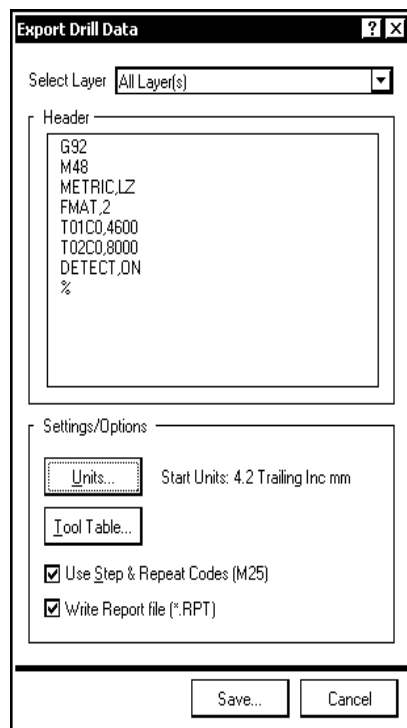 Export Drill Data ? X
Select Layer All Layer(s)
Header
G92
M48
METRIC,LZ
FMAT,2
T01C0,4600
T02C0,8000
DETECT,ON
%
Settings/Options
Units... Start Units: 4.2 Trailing Inc mm
Tool Table...
Use Step & Repeat Codes (M25)
Write Report file (*.RPT)
Save... Cancel